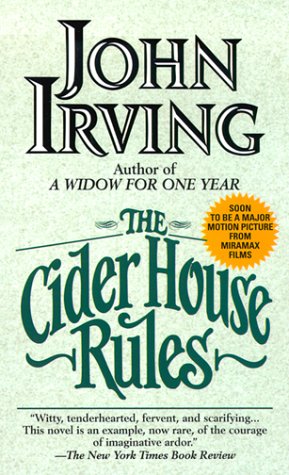 JOHN
IRVING
Author of
A WIDOW FOR ONE YEAR
SOON
TO BE A MAJOR
MOTION PICTURE
FROM
MIRAMAX
FILMS
THE
Cider House
Rules
"Witty, tenderhearted, fervent, and scarifying...
This novel is an example, now rare, of the courage
of imaginative ardor."
—The New York Times Book Review